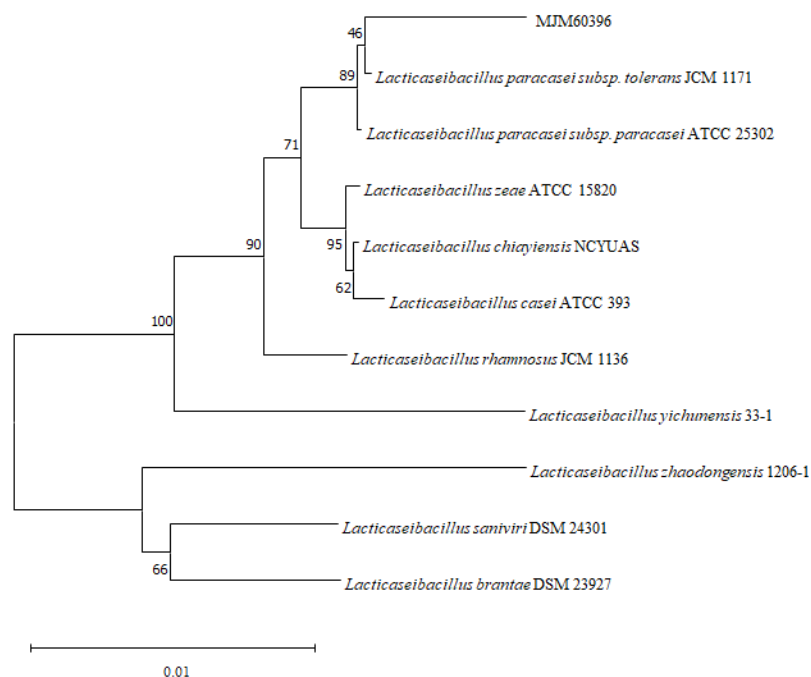 46
MJM60396
89
Lacticaseibacillus paracasei subsp. tolerans JCM 1171
Lacticaseibacillus paracasei subsp. paracasei ATCC 25302
71
Lacticaseibacillus zeae ATCC 15820
90
95
Lacticaseibacillus chiayiensis NCYUAS
62
Lacticaseibacillus casei ATCC 393
100
Lacticaseibacillus rhamnosus JCM 1136
Lacticaseibacillus yichunensis 33-1
Lacticaseibacillus zhaodongensis 1206-1
Lacticaseibacillus saniviri DSM 24301
66
Lacticaseibacillus brantae DSM 23927
0.01